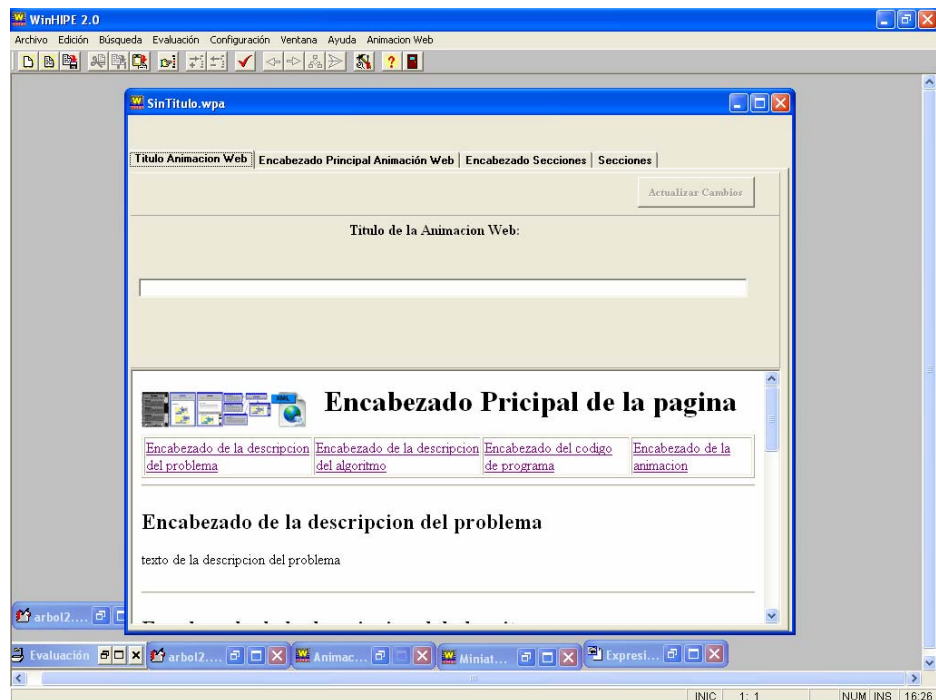 WinHIPE 2.0
Archivo Edición Búsqueda Evaluación Configuración Ventana Ayuda Animacion Web
SinTitulo.wpa
Titulo Animacion Web Encabezado Principal Animación Web Encabezado Secciones Secciones
Actualizar Cambios
Titulo de la Animacion Web:
Encabezado Pricipal de la pagina
Encabezado de la descripcion del problema
Encabezado de la descripcion del algoritmo
Encabezado del codigo de programa
Encabezado de la animacion
Encabezado de la descripcion del problema
texto de la descripcion del problema
arbol2....
Evaluación arbol2.... Animac... Miniat... Expresi...
INIC 1: 1 NUM INS 16:26